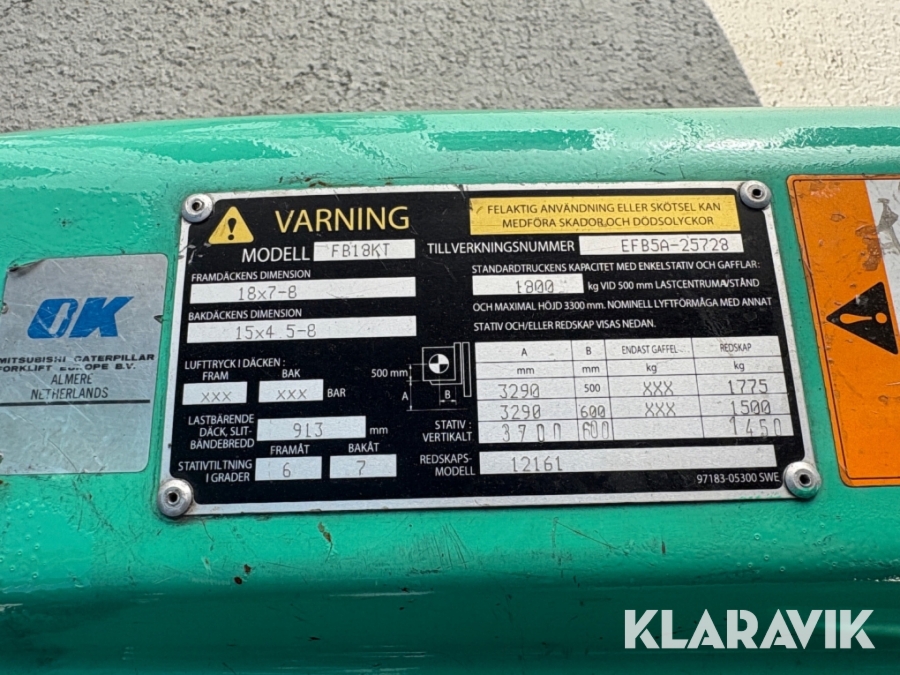 KLARAVIK
VARNING
FELAKTIG ANVÄNDNING ELLER SKÖTSEL KAN
MEDFÖRA SKADOR OCH DÖDSOLYCKOR
MODELL FB18KT
TILLVERKNINGSNUMMER EFB5A-25728
FRAMDÄCKENS DIMENSION
18x7-8
BAKDÄCKENS DIMENSION
15x4.5-8
STANDARDTRUCKENS KAPACITET MED ENKELSTATIV OCH GAFFLAR:
1800 kg VID 500 mm LASTCENTRUMAVSTÅND
OCH MAXIMAL HÖJD 3300 mm. NOMINELL LYFTFÖRMÅGA MED ANNAT
STATIV OCH/ELLER REDSKAP VISAS NEDAN.
LUFTTRYCK I DÄCKEN :
FRAM BAK
XXX XXX BAR
LASTBÄRENDE
DÄCK, SLIT-
BÄNDEBREDD
913 mm
STATIVTILTNING
I GRADER
FRAMÅT BAKÅT
6 7
500 mm
A
B
STATIV :
VERTIKALT
A B ENDAST GAFFEL REDSKAP
mm mm kg kg
3290 500 XXX 1775
3290 600 XXX 1500
3700 600 1450
REDSKAPS-
MODELL
12161
97183-05300 SWE
OK
MITSUBISHI CATERPILLAR
FORKLIFT EUROPE B.V.
ALMERE
NETHERLANDS
KLARAVIK